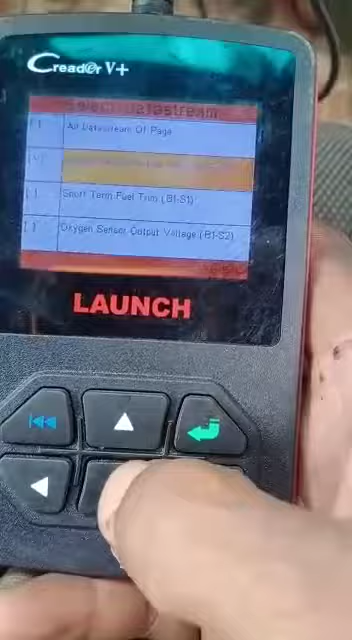 Creader V+
Select Datastream
[ ] All Datastream Of Page
[ ] Short Term Fuel Trim (B1-S1)
[ ] Oxygen Sensor Output Voltage (B1-S2)
LAUNCH